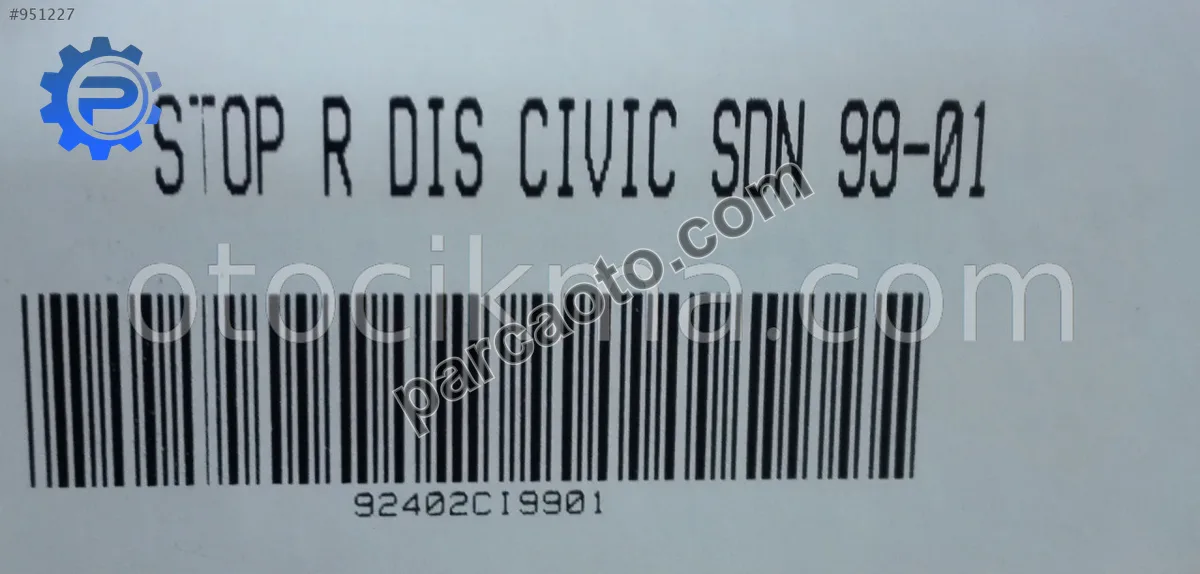 #951227
STOP R DIS CIVIC SDN 99-01
otocikma.com
parcaoto.com
92402CI9901